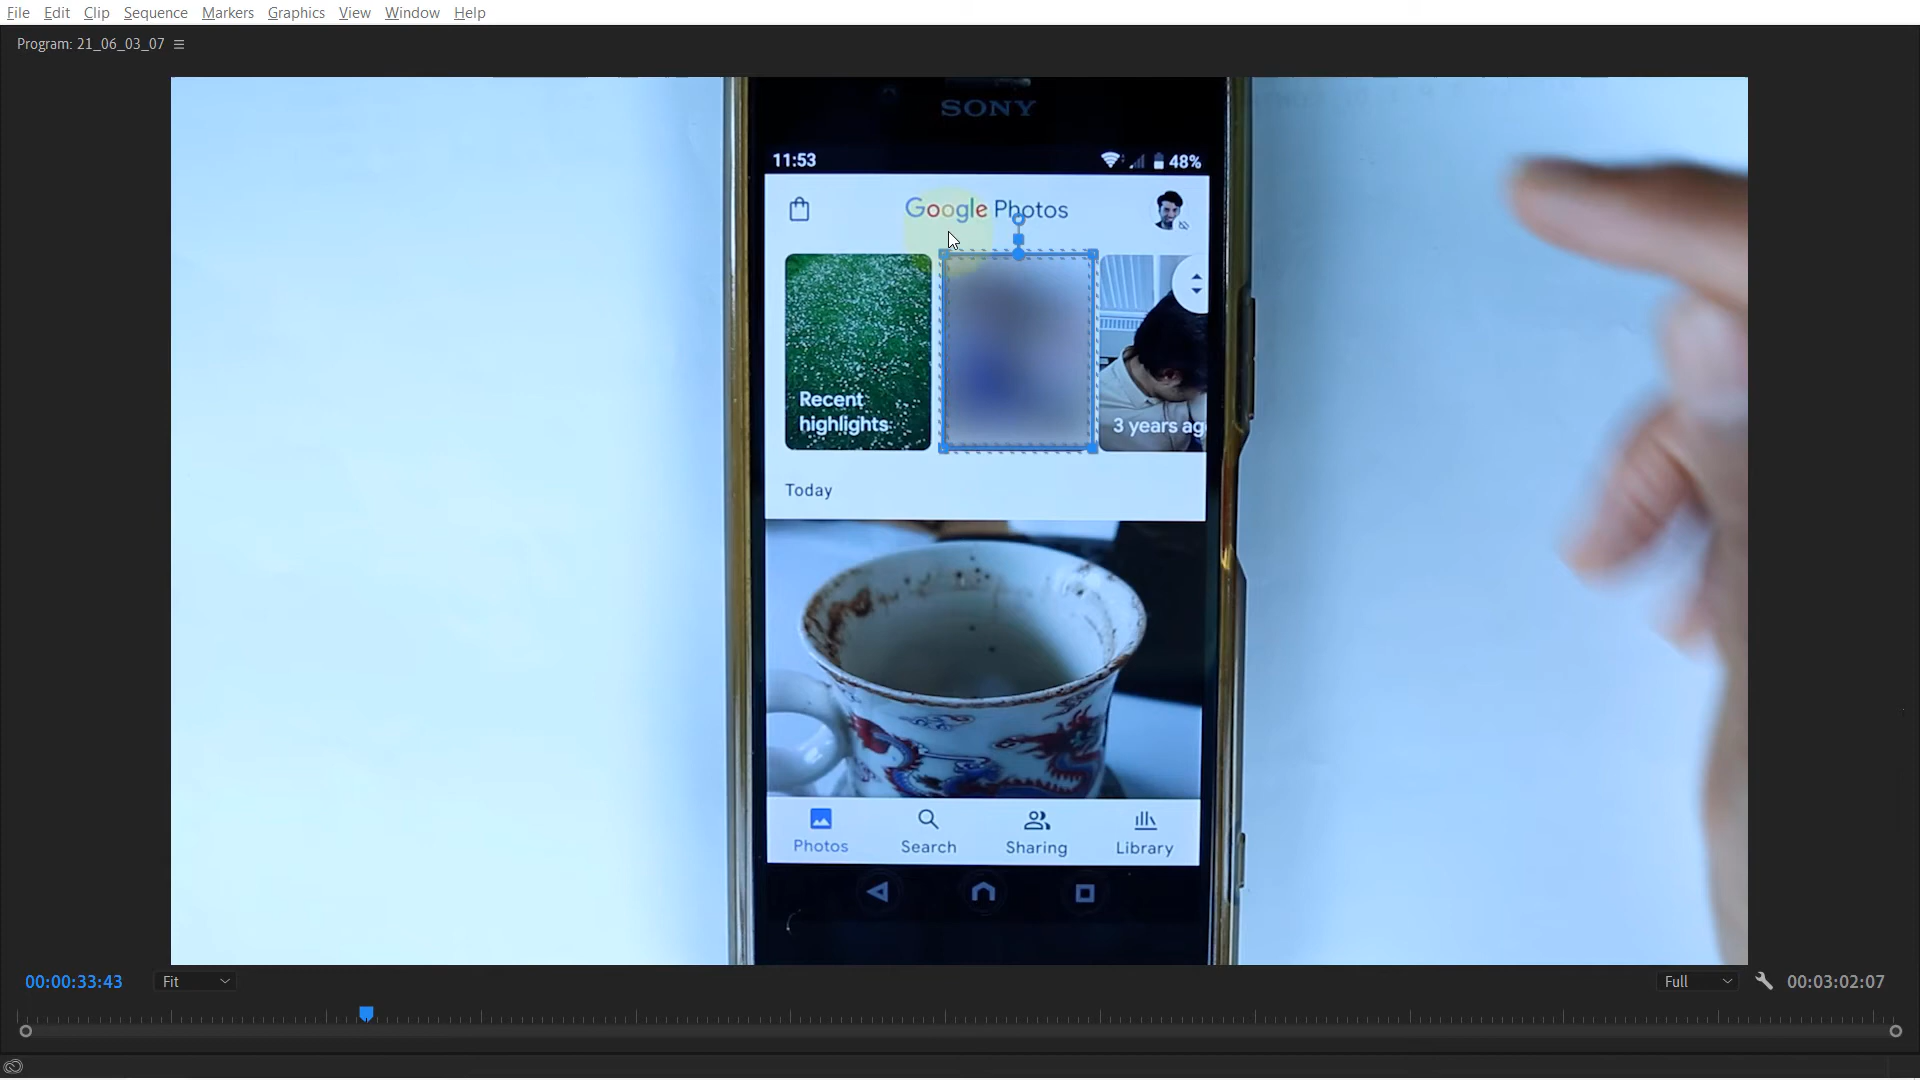 File Edit Clip Sequence Markers Graphics View Window Help
Program: 21_06_03_07
SONY
11:53 48%
Google Photos
Recent
highlights
3 years ag
Today
Photos Search Sharing Library
00:00:33:43 Fit Full 00:03:02:07